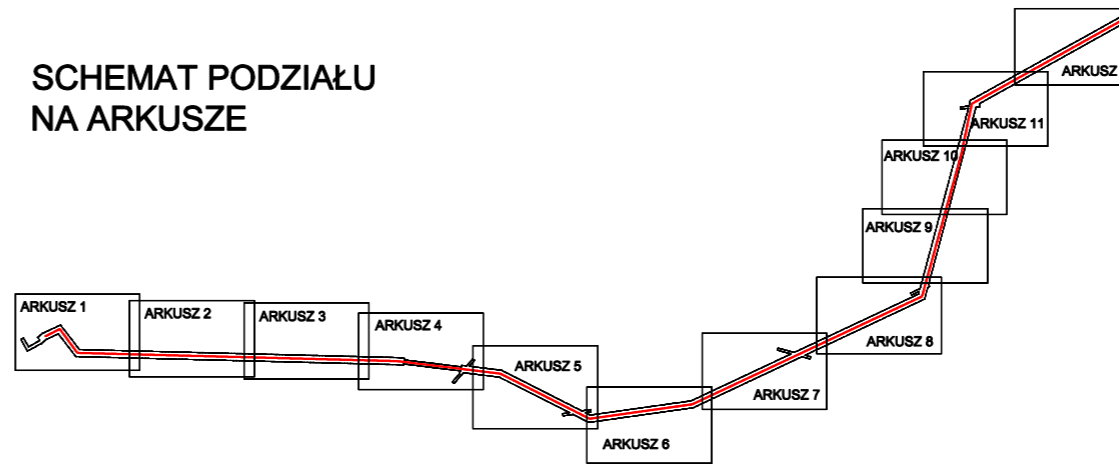 SCHEMAT PODZIAŁU
NA ARKUSZE
ARKUSZ 1
ARKUSZ 2
ARKUSZ 3
ARKUSZ 4
ARKUSZ 5
ARKUSZ 6
ARKUSZ 7
ARKUSZ 8
ARKUSZ 9
ARKUSZ 10
ARKUSZ 11
ARKUSZ